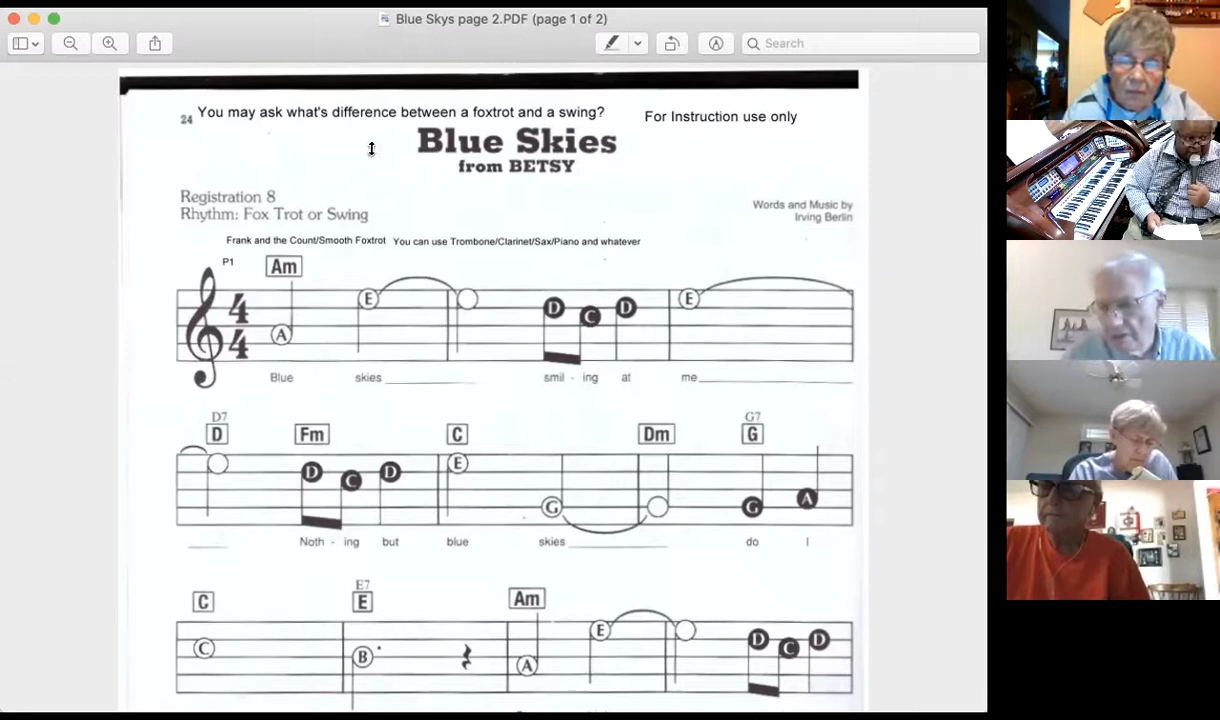 Blue Skys page 2.PDF (page 1 of 2)
Search
You may ask what's difference between a foxtrot and a swing?
For Instruction use only
24
Blue Skies
from BETSY
Registration 8
Rhythm: Fox Trot or Swing
Words and Music by
Irving Berlin
Frank and the Count/Smooth Foxtrot You can use Trombone/Clarinet/Sax/Piano and whatever
P1
Am
4
4
A E D C D E
Blue skies smil - ing at me
D7 G7
D Fm C Dm G
D C D E G G A
Noth - ing but blue skies do I
E7
C E Am
C B A E D C D